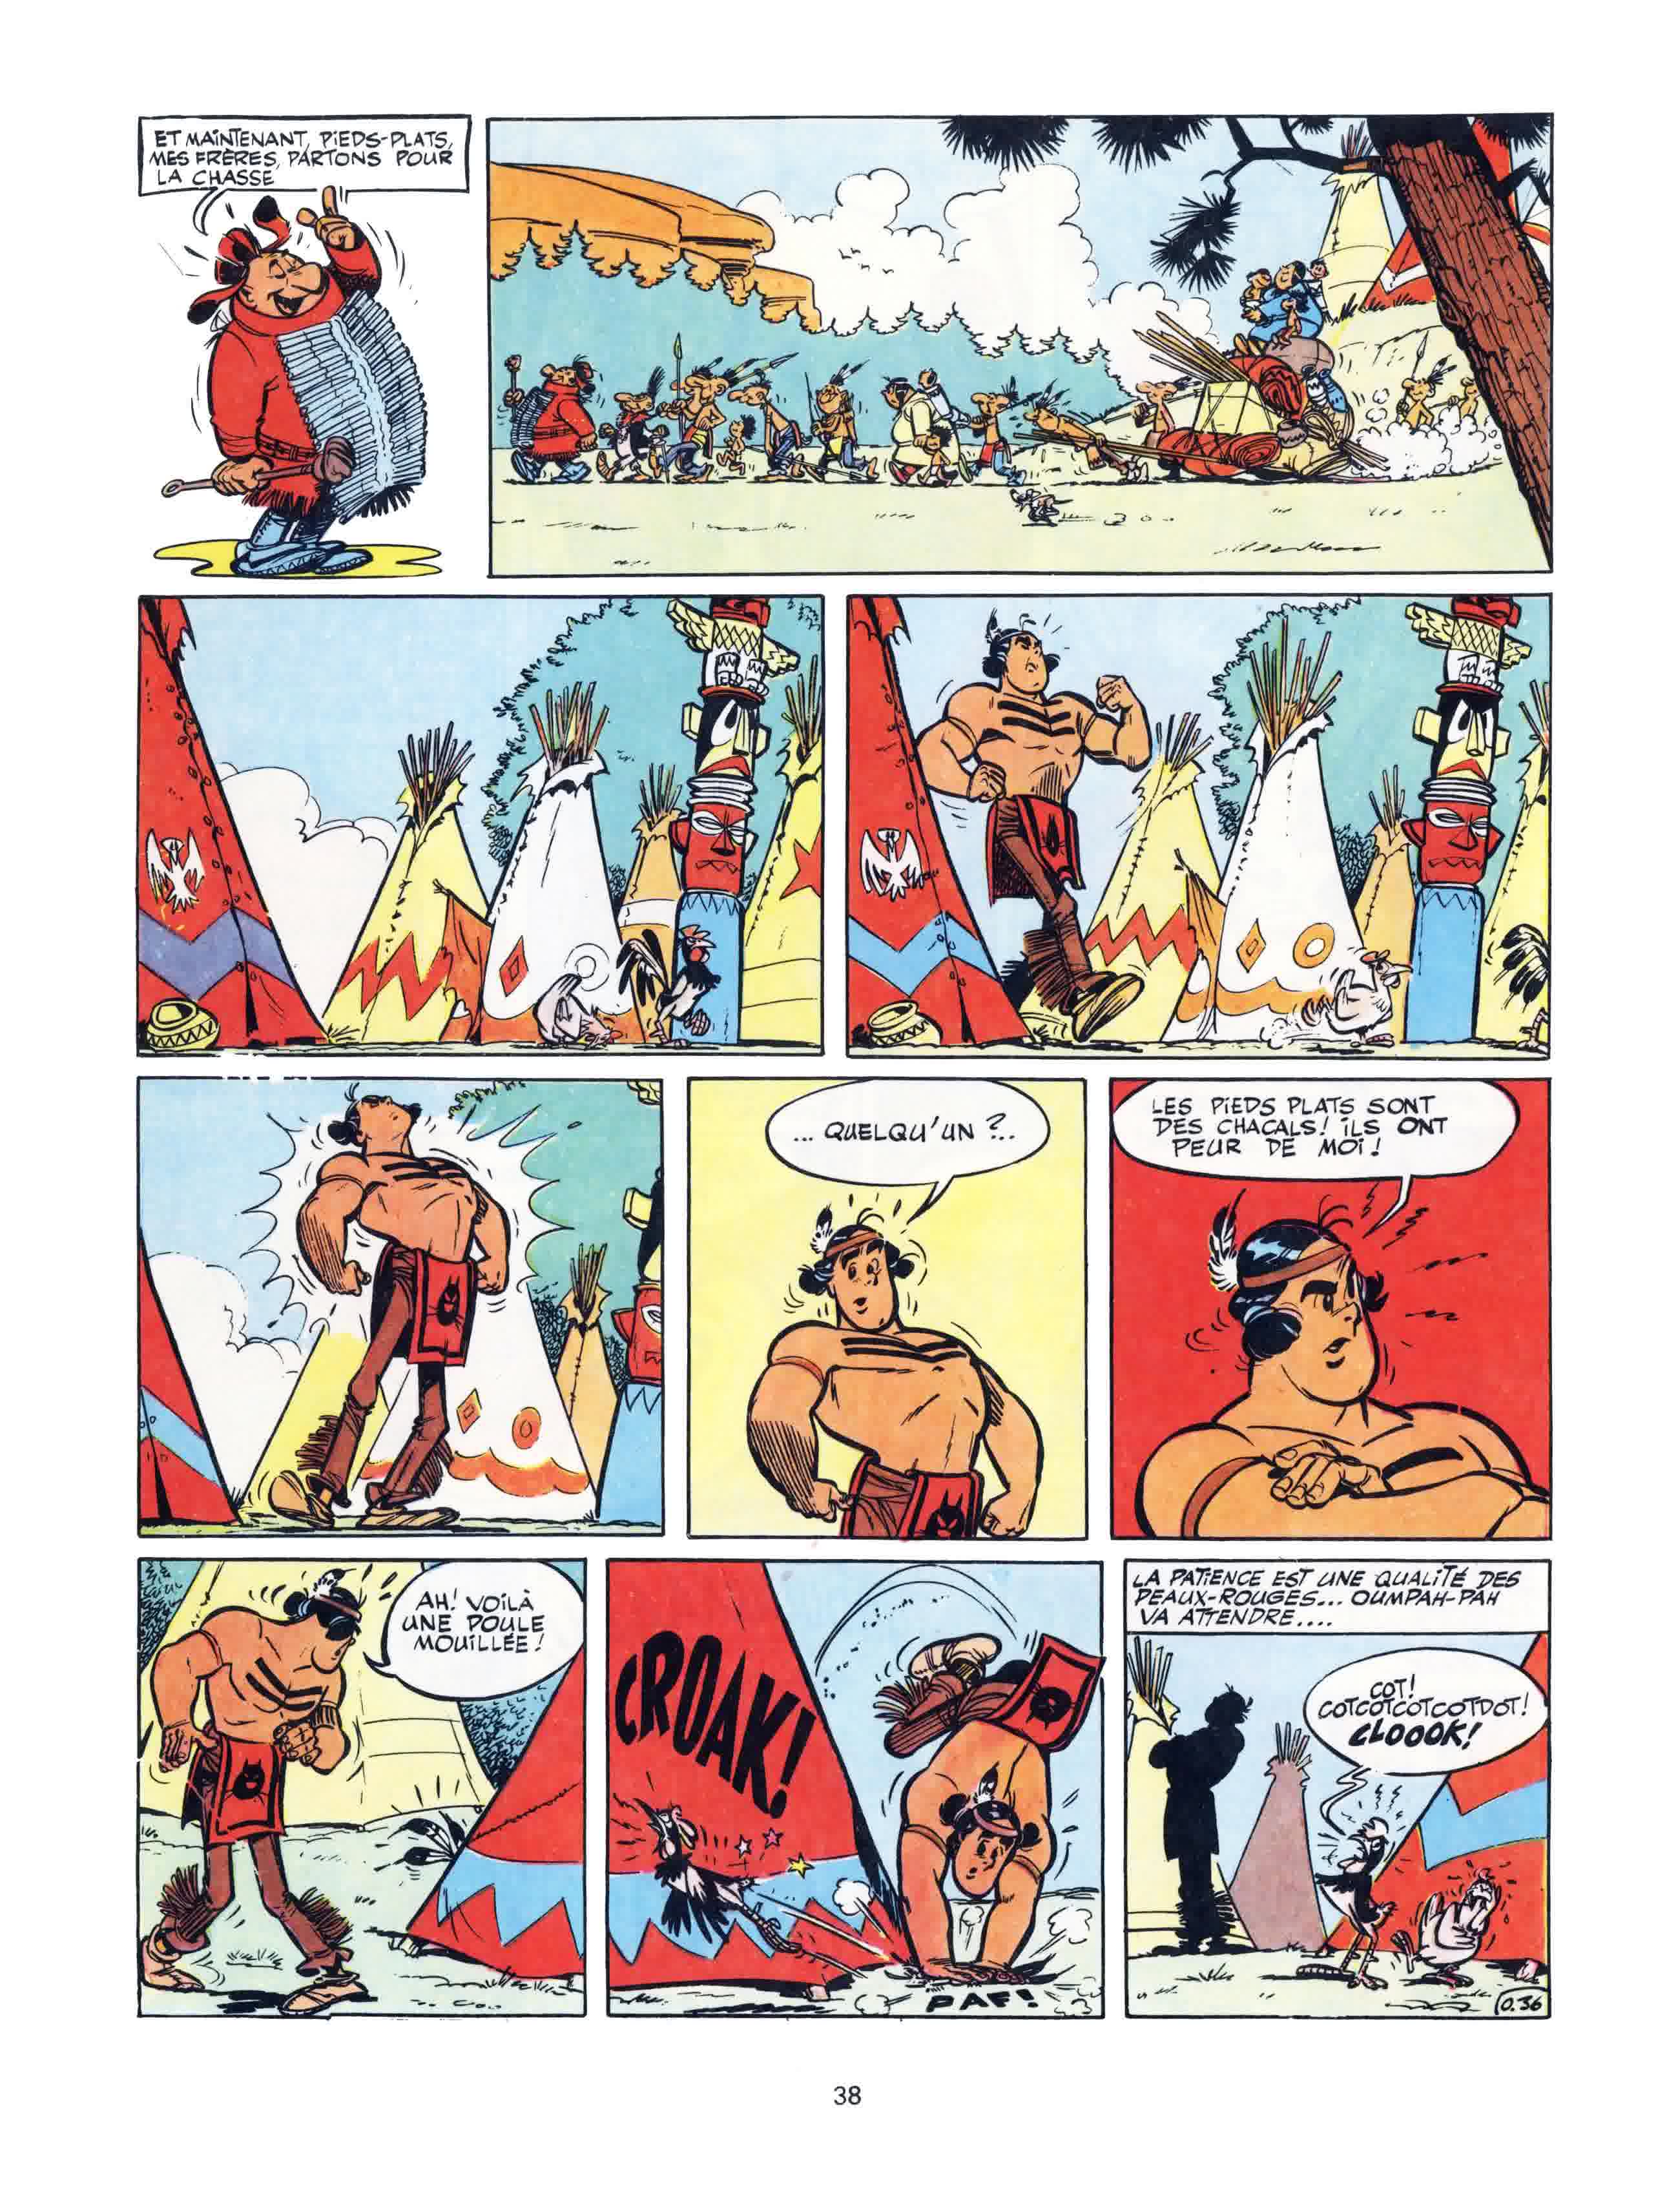 ET MAINTENANT, PIEDS-PLATS,
MES FRÈRES, PARTONS POUR
LA CHASSE
... QUELQU'UN ?..
LES PIEDS PLATS SONT
DES CHACALS! ILS ONT
PEUR DE MOI!
AH! VOILÀ
UNE POULE
MOUILLÉE!
CROAK!
PAF!
LA PATIENCE EST UNE QUALITÉ DES
PEAUX-ROUGES... OUMPAH-PAH
VA ATTENDRE....
COT!
COTCOTCOTCOTDOT!
CLOOOK!
O.36
38